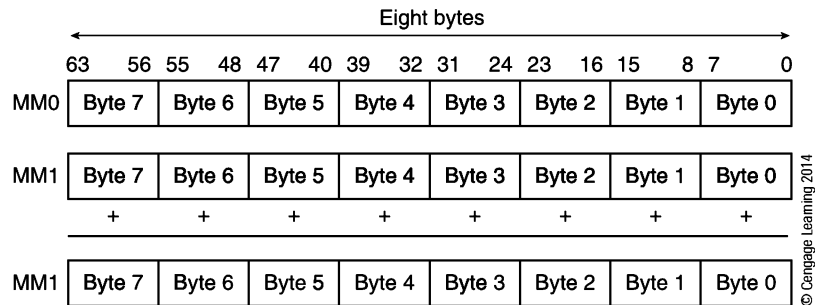 Eight bytes
63 56 55 48 47 40 39 32 31 24 23 16 15 8 7 0
MM0 Byte 7 Byte 6 Byte 5 Byte 4 Byte 3 Byte 2 Byte 1 Byte 0
MM1 Byte 7 Byte 6 Byte 5 Byte 4 Byte 3 Byte 2 Byte 1 Byte 0
+ + + + + + + +
MM1 Byte 7 Byte 6 Byte 5 Byte 4 Byte 3 Byte 2 Byte 1 Byte 0
© Cengage Learning 2014